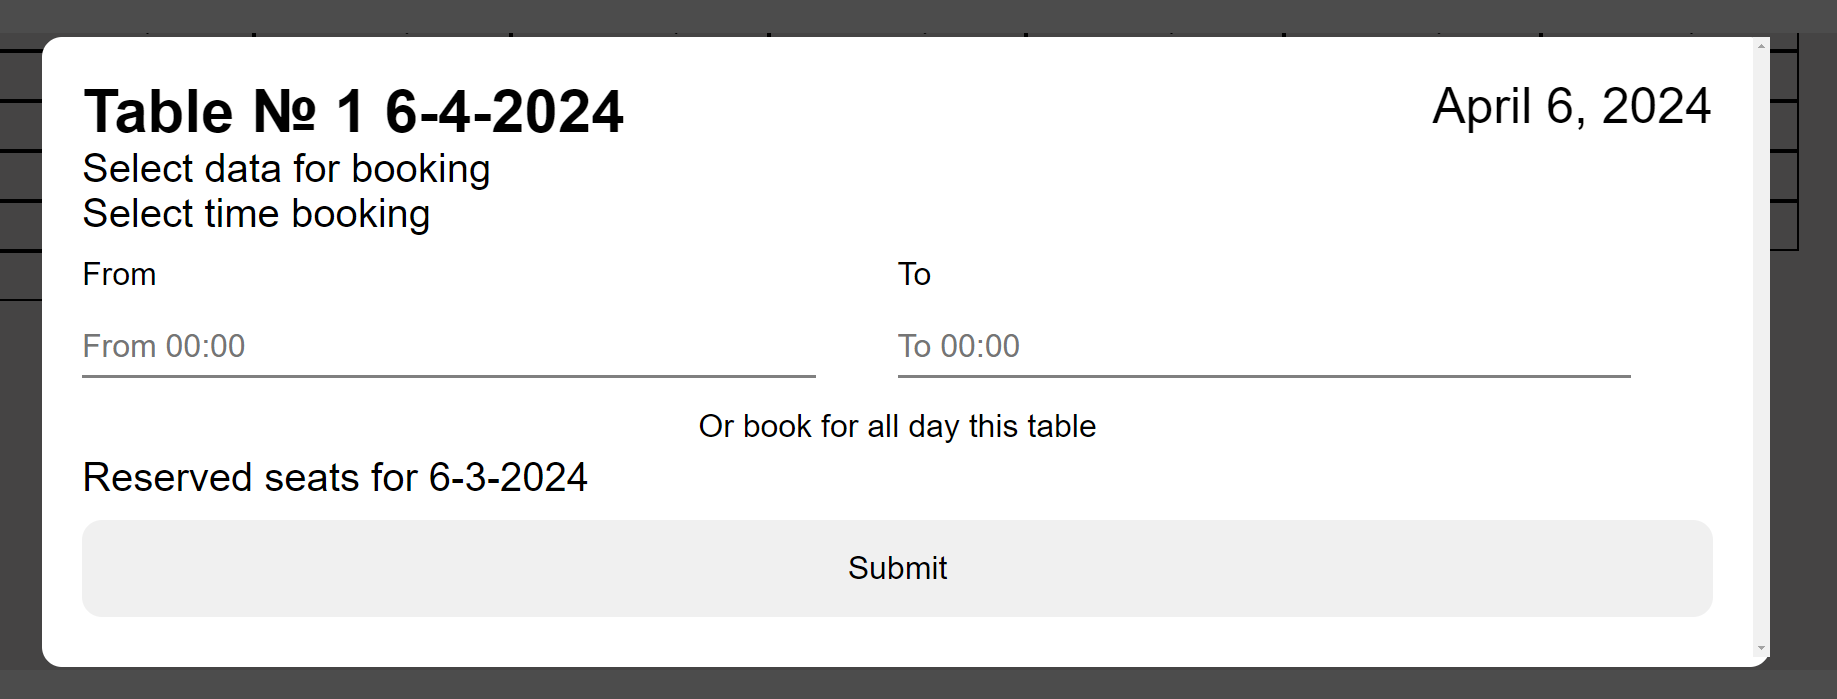 Table № 1 6-4-2024
April 6, 2024
Select data for booking
Select time booking
From
To
From 00:00
To 00:00
Or book for all day this table
Reserved seats for 6-3-2024
Submit